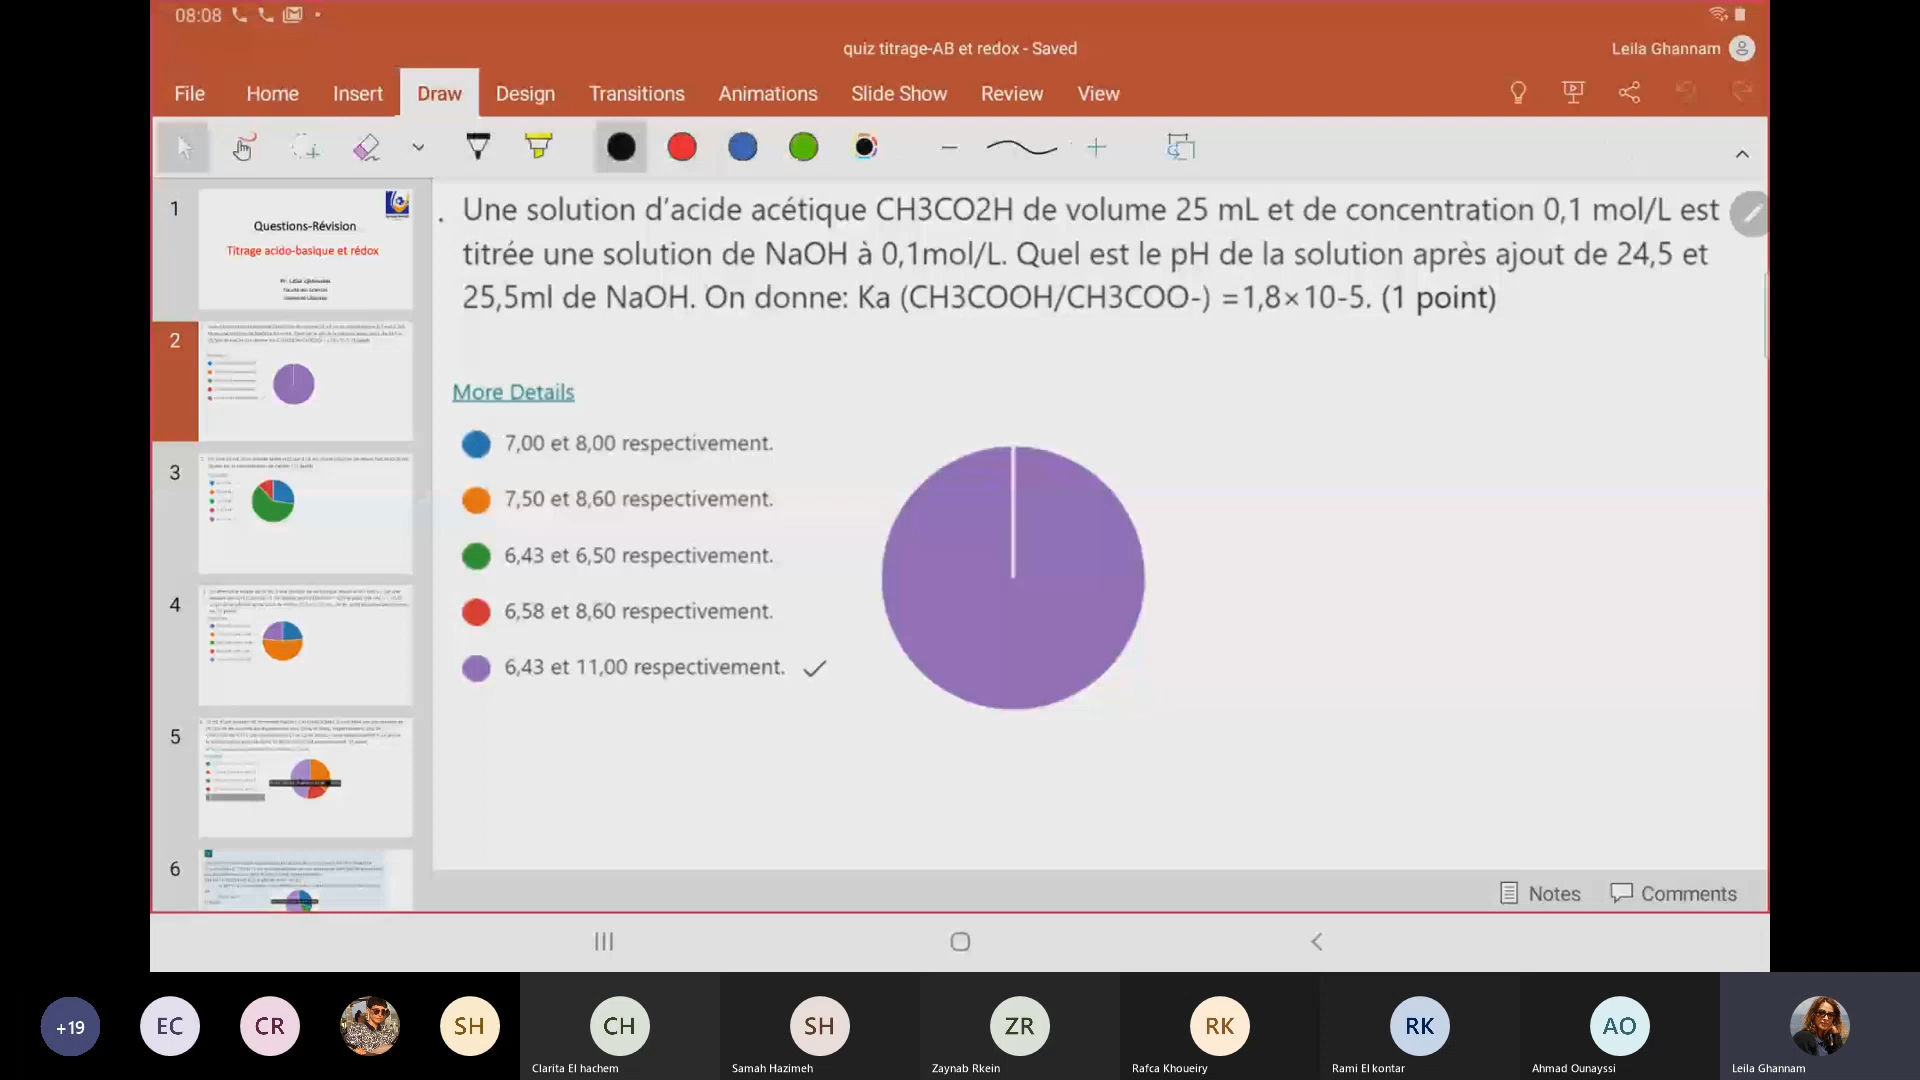 08:08
quiz titrage-AB et redox - Saved
Leila Ghannam
File Home Insert Draw Design Transitions Animations Slide Show Review View
1
Questions-Révision
Titrage acido-basique et rédox
2
3
4
5
6
. Une solution d'acide acétique CH3CO2H de volume 25 mL et de concentration 0,1 mol/L est
titrée une solution de NaOH à 0,1mol/L. Quel est le pH de la solution après ajout de 24,5 et
25,5ml de NaOH. On donne: Ka (CH3COOH/CH3COO-) =1,8×10-5. (1 point)
More Details
7,00 et 8,00 respectivement.
7,50 et 8,60 respectivement.
6,43 et 6,50 respectivement.
6,58 et 8,60 respectivement.
6,43 et 11,00 respectivement.
Notes Comments
+19 EC CR SH CH SH ZR RK RK AO
Clarita El hachem Samah Hazimeh Zaynab Rkein Rafca Khoueiry Rami El kontar Ahmad Ounayssi Leila Ghannam